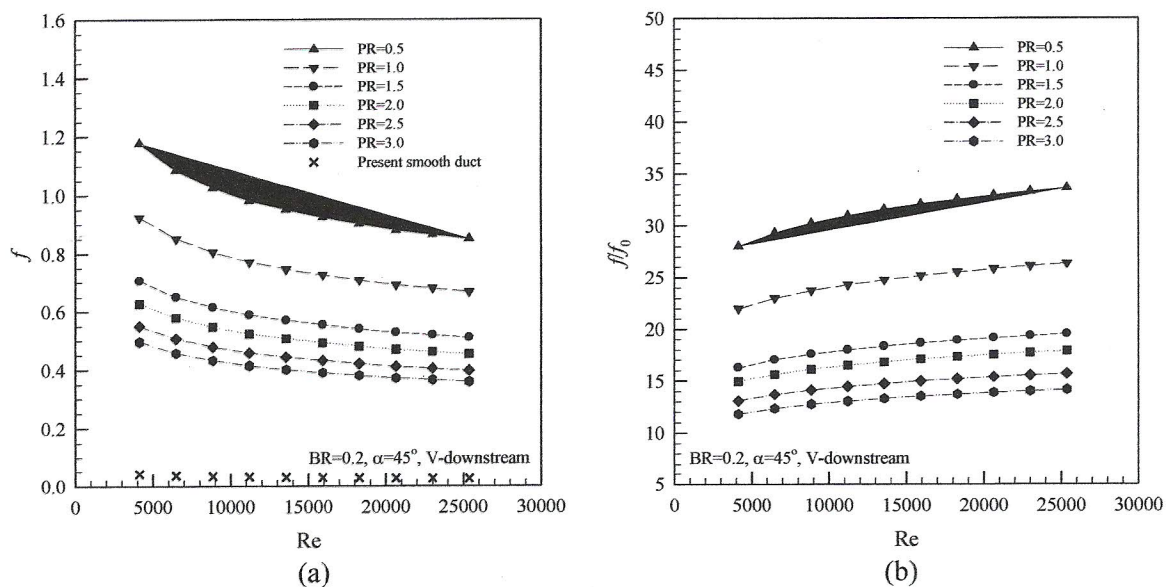 1.6
1.4
1.2
1.0
0.8
0.6
0.4
0.2
0.0
f
PR=0.5
PR=1.0
PR=1.5
PR=2.0
PR=2.5
PR=3.0
Present smooth duct
BR=0.2, α=45°, V-downstream
0 5000 10000 15000 20000 25000 30000
Re
(a)
50
45
40
35
30
25
20
15
10
5
f/f₀
PR=0.5
PR=1.0
PR=1.5
PR=2.0
PR=2.5
PR=3.0
BR=0.2, α=45°, V-downstream
0 5000 10000 15000 20000 25000 30000
Re
(b)